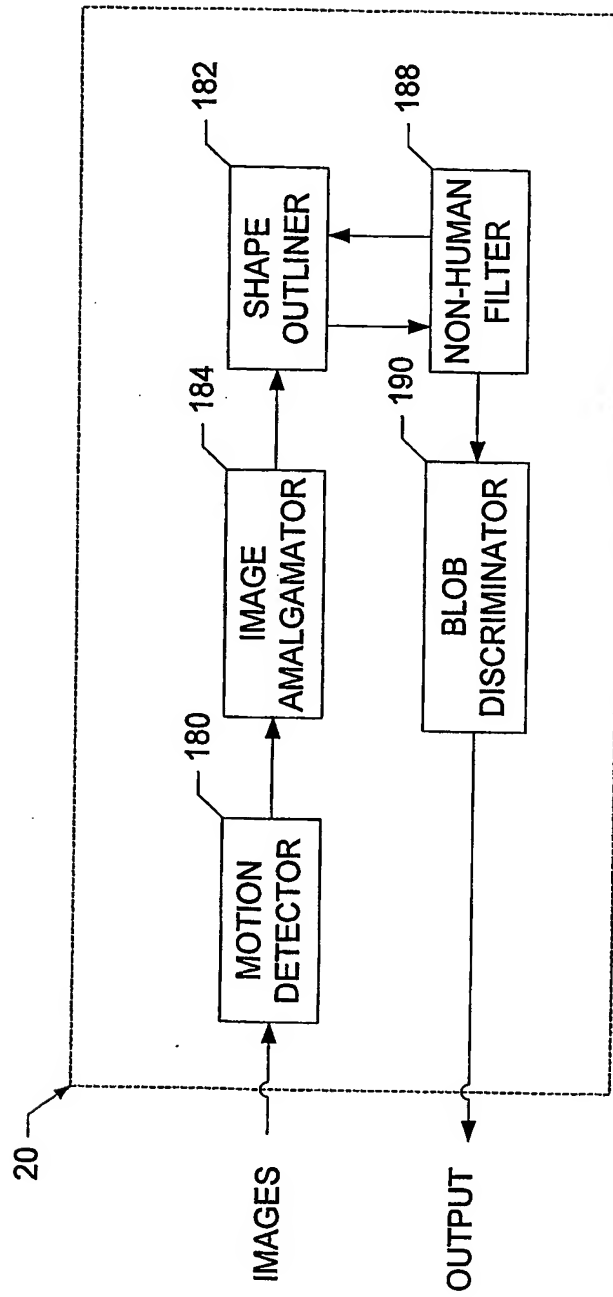 20
IMAGES
180
MOTION
DETECTOR
184
IMAGE
AMALGAMATOR
182
SHAPE
OUTLINER
188
NON-HUMAN
FILTER
190
BLOB
DISCRIMINATOR
OUTPUT